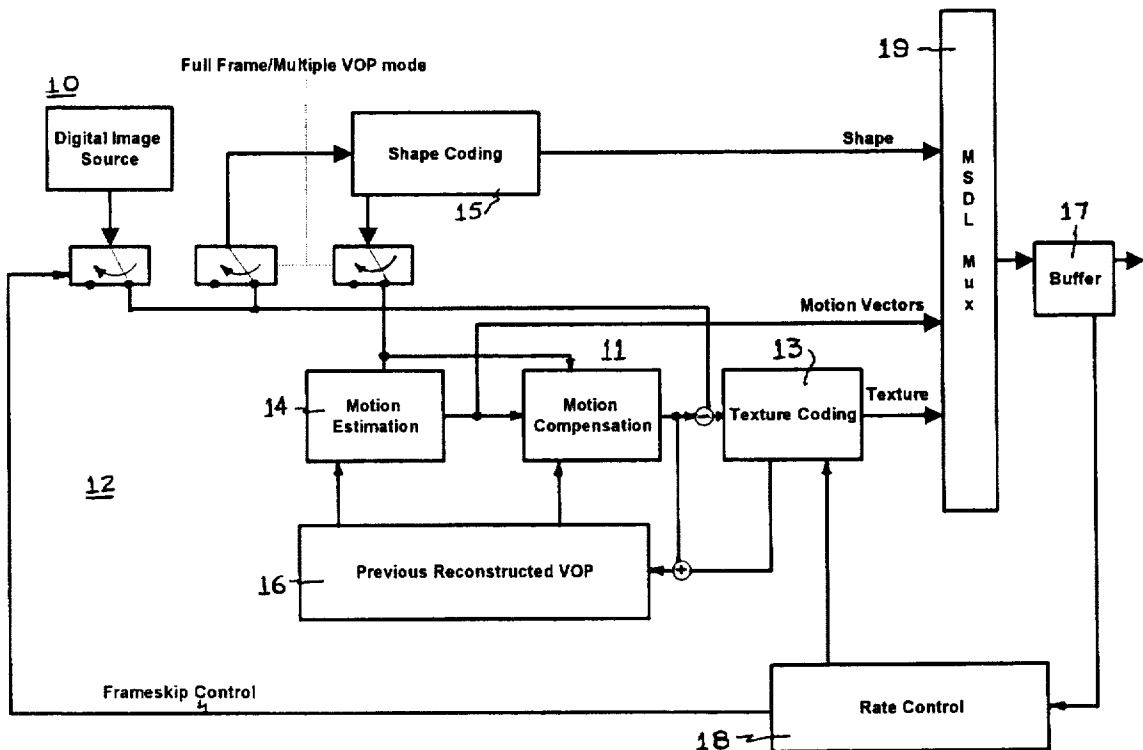 Full Frame/Multiple VOP mode
10
Digital Image
Source
Shape Coding
15
Shape
19
MSDL Mux
17
Buffer
Motion Vectors
11
13
14
Motion
Estimation
Motion
Compensation
Texture Coding
Texture
12
16
Previous Reconstructed VOP
+
Frameskip Control
Rate Control
18